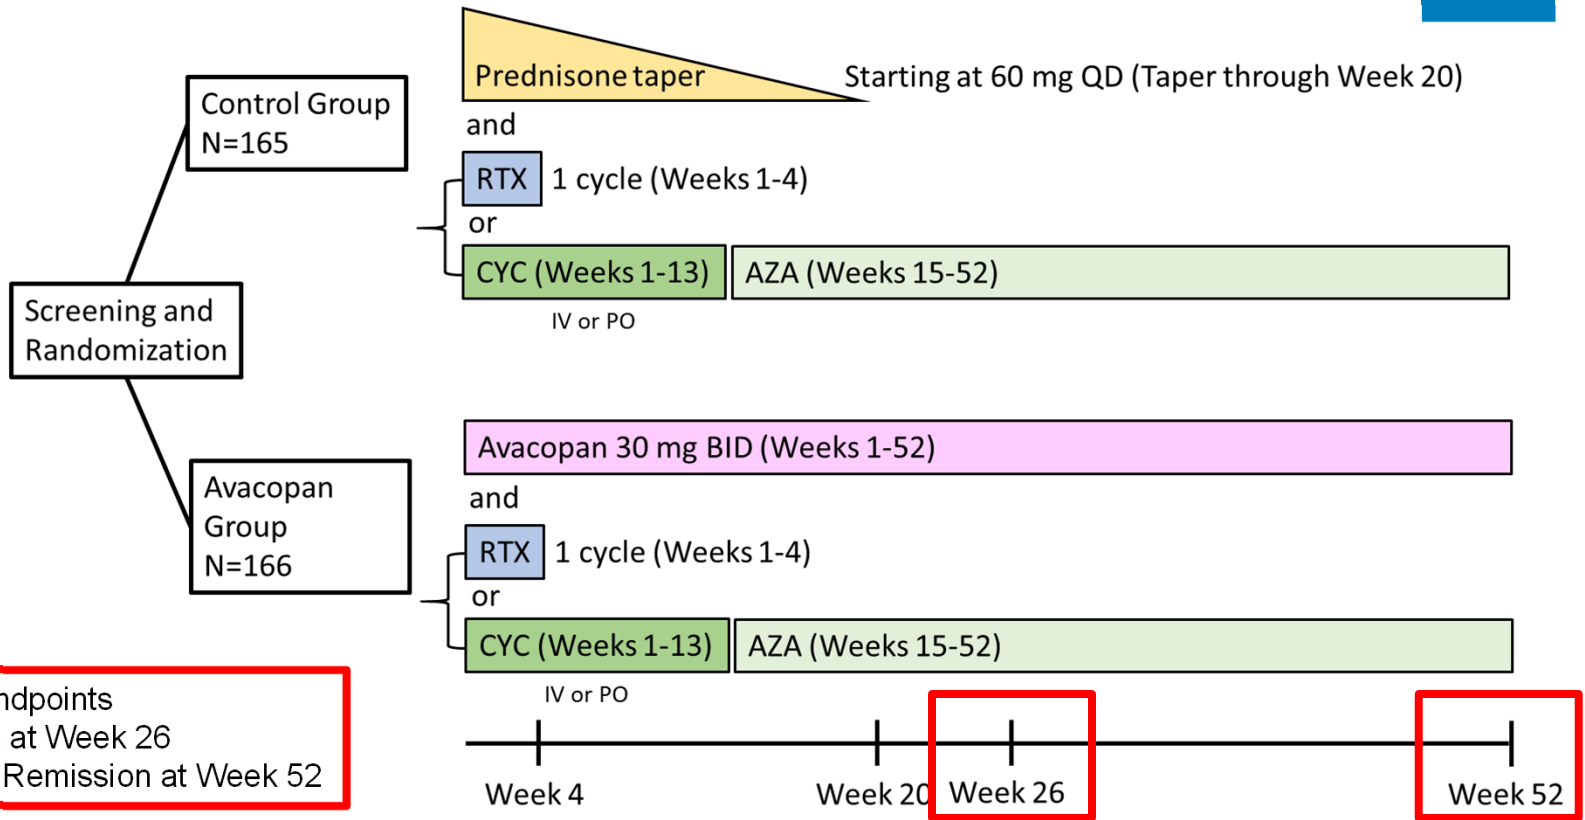 Control Group
N=165
Prednisone taper
Starting at 60 mg QD (Taper through Week 20)
and
RTX
1 cycle (Weeks 1-4)
or
CYC (Weeks 1-13)
AZA (Weeks 15-52)
IV or PO
Screening and
Randomization
Avacopan
Group
N=166
Avacopan 30 mg BID (Weeks 1-52)
and
RTX
1 cycle (Weeks 1-4)
or
CYC (Weeks 1-13)
AZA (Weeks 15-52)
IV or PO
ndpoints
at Week 26
Remission at Week 52
Week 4
Week 20
Week 26
Week 52